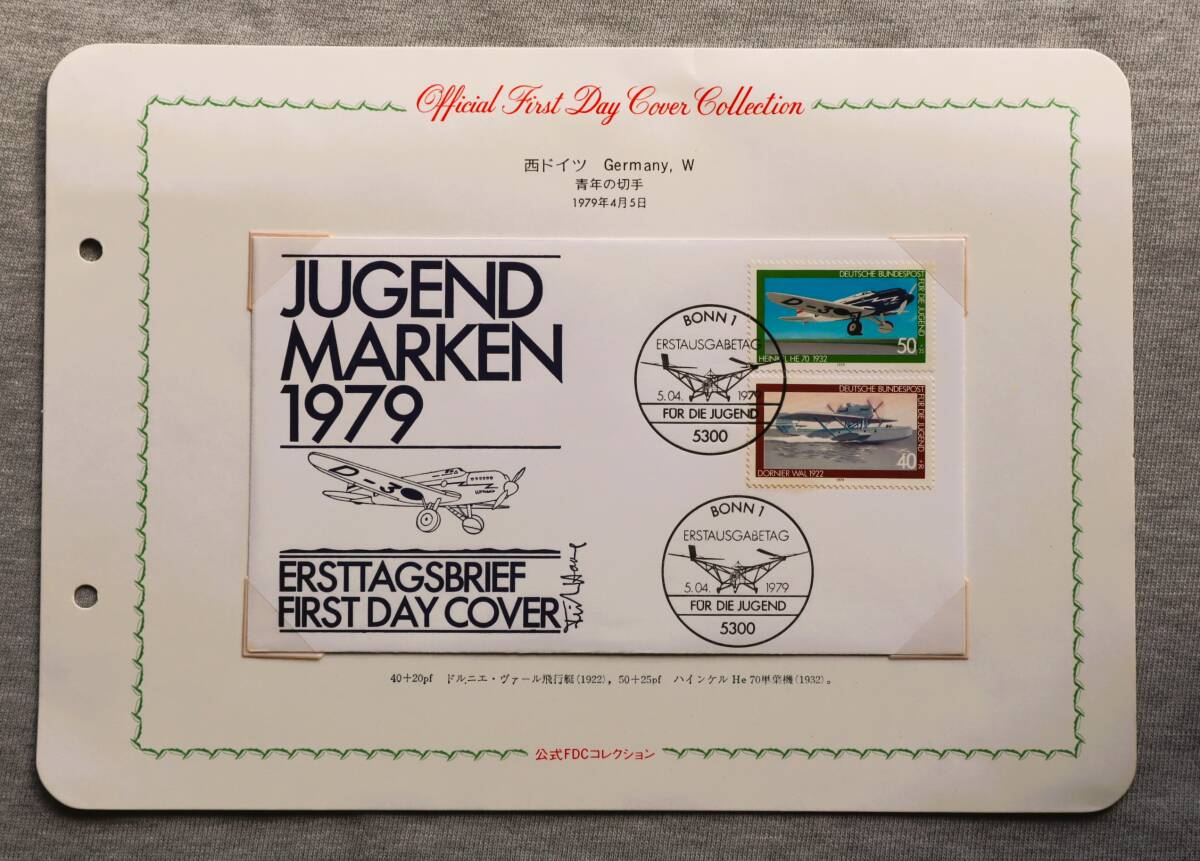 Official First Day Cover Collection
西ドイツ Germany, W
青年の切手
1979年4月5日
JUGEND
MARKEN
1979
D-3
ERSTTAGSBRIEF
FIRST DAY COVER
BONN 1
ERSTAUSGABETAG
5.04. 1979
FÜR DIE JUGEND
5300
DEUTSCHE BUNDESPOST
FÜR DIE JUGEND
D-3
50
HEINKEL HE 70 1932
1979
DEUTSCHE BUNDESPOST
FÜR DIE JUGEND
40
DORNIER WAL 1922
1979
BONN 1
ERSTAUSGABETAG
5.04. 1979
FÜR DIE JUGEND
5300
40+20pf ドルニエ・ヴァール飛行艇(1922), 50+25pf ハインケル He 70単葉機(1932)。
公式FDCコレクション